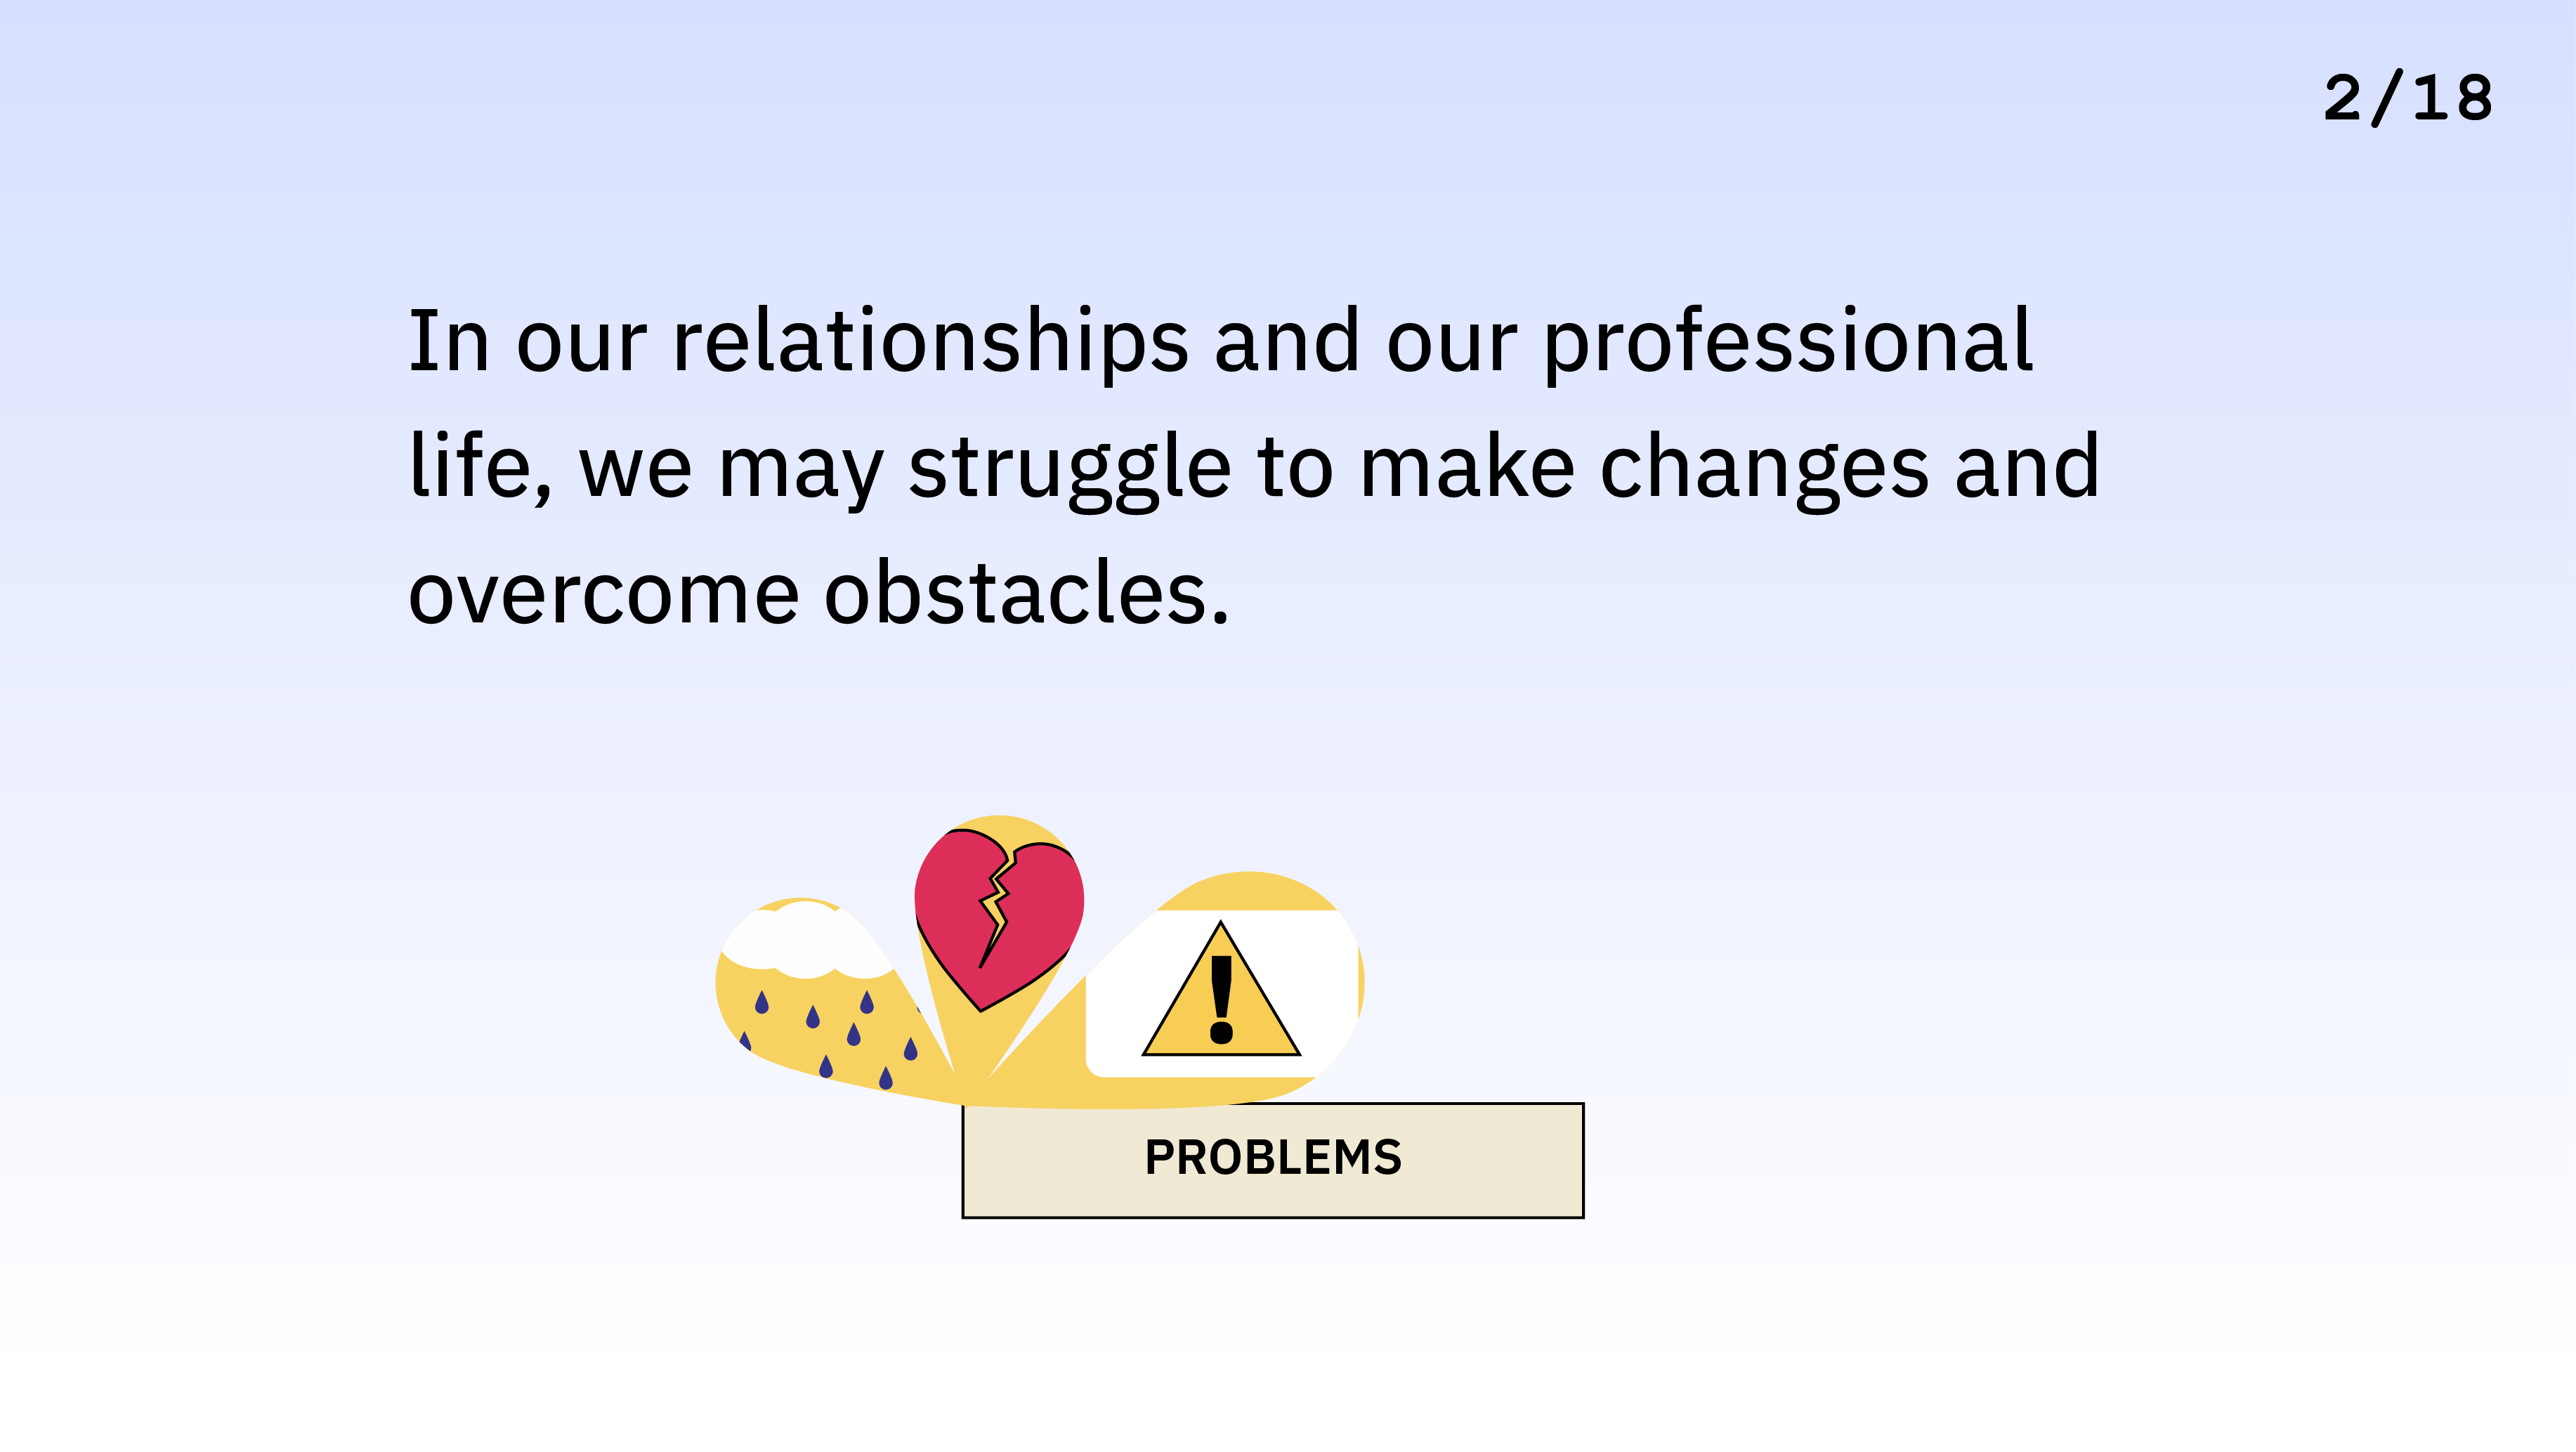 2/18
In our relationships and our professional
life, we may struggle to make changes and
overcome obstacles.
!
PROBLEMS